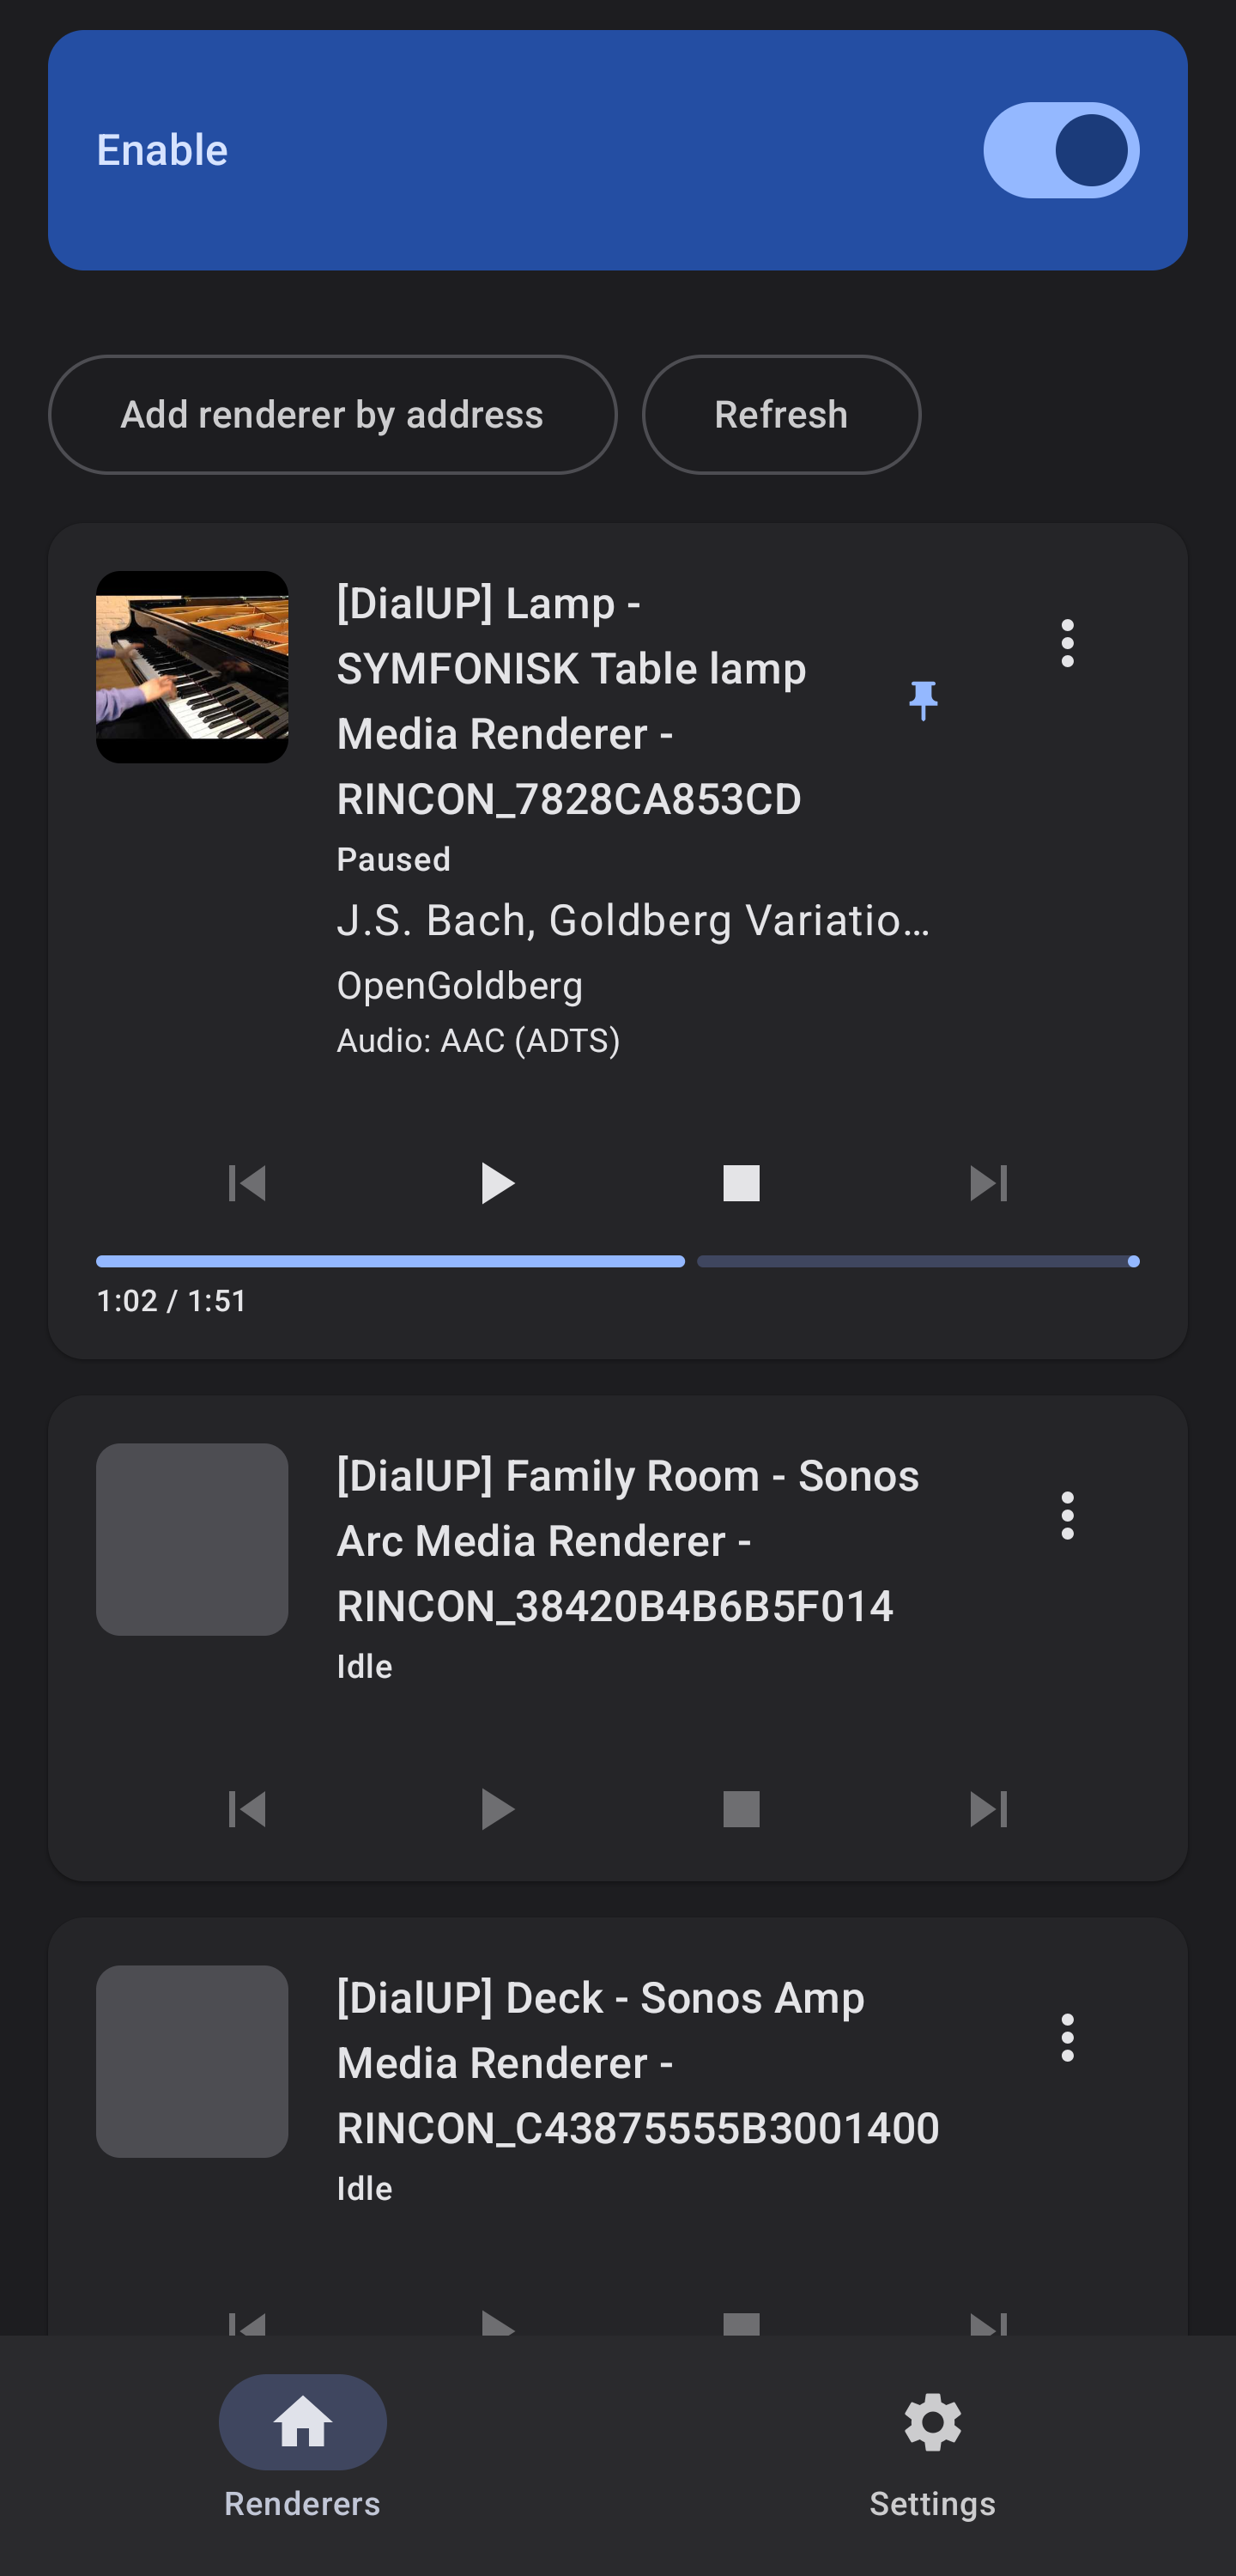 Enable
Add renderer by address
Refresh
[DialUP] Lamp -
SYMFONISK Table lamp
Media Renderer -
RINCON_7828CA853CD
Paused
J.S. Bach, Goldberg Variatio…
OpenGoldberg
Audio: AAC (ADTS)
1:02 / 1:51
[DialUP] Family Room - Sonos
Arc Media Renderer -
RINCON_38420B4B6B5F014
Idle
[DialUP] Deck - Sonos Amp
Media Renderer -
RINCON_C43875555B3001400
Idle
Renderers
Settings